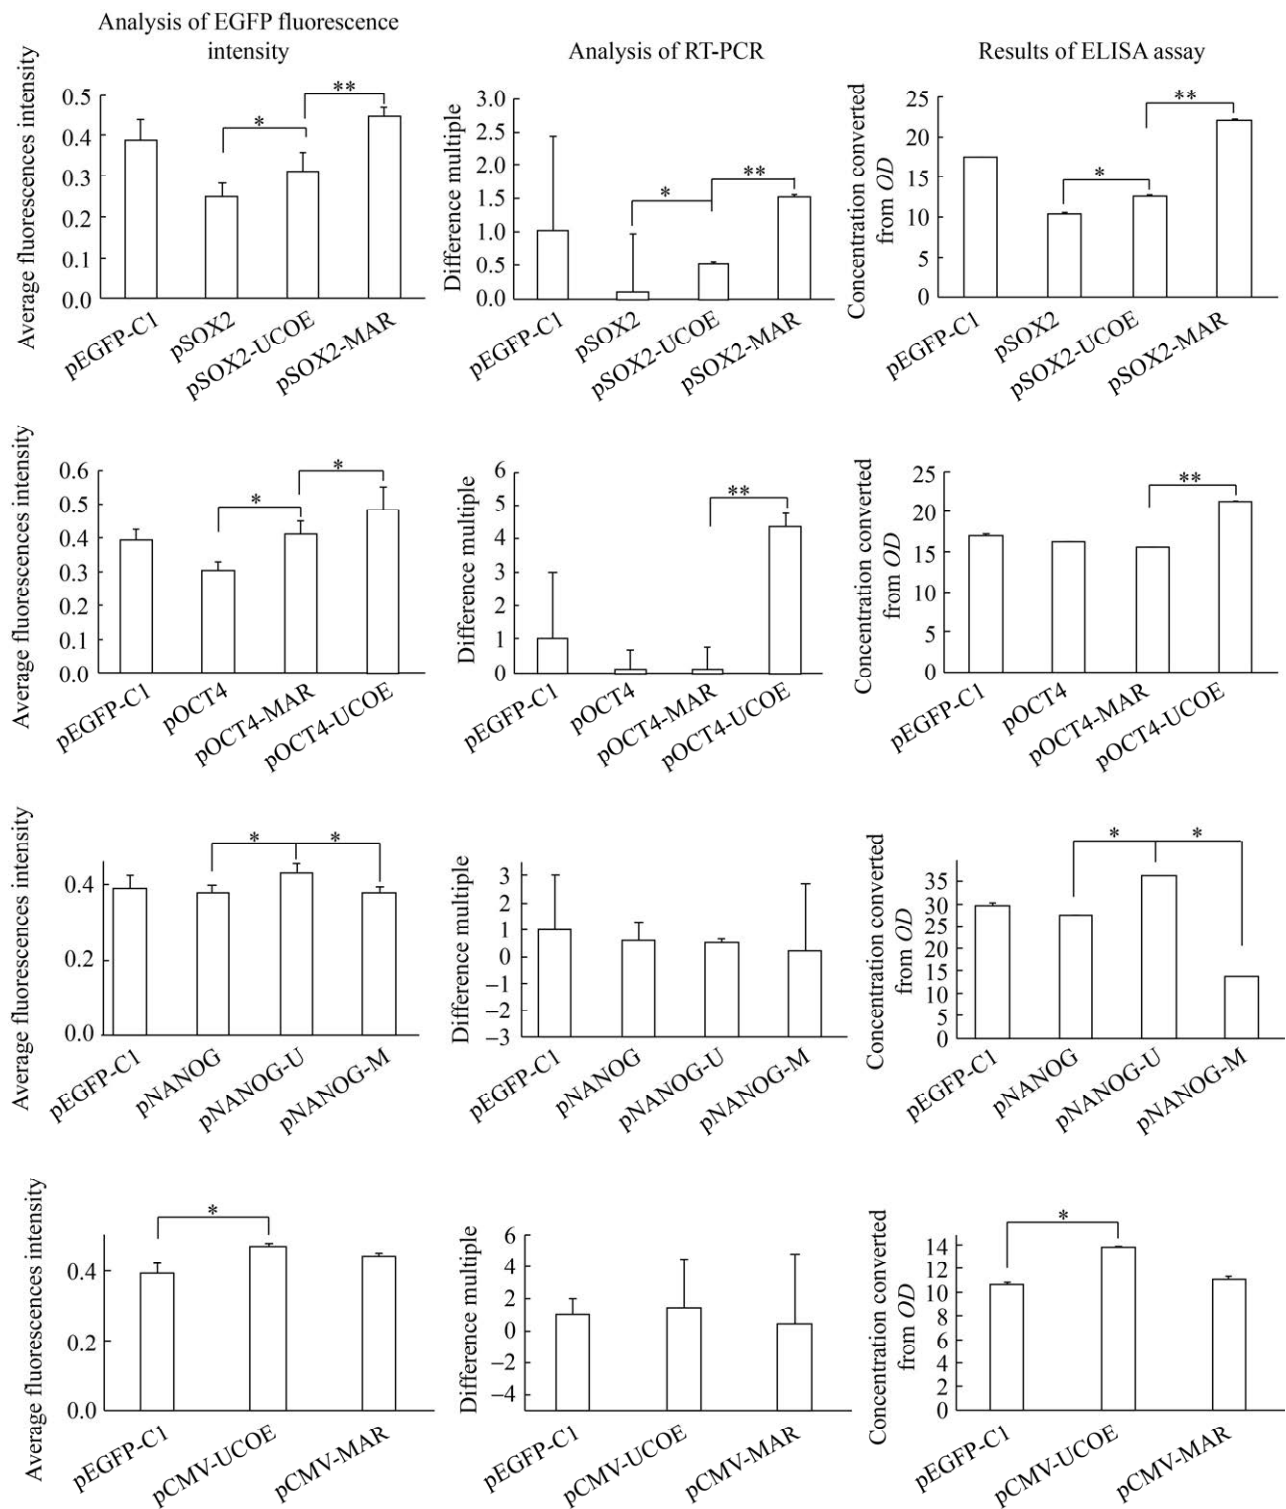 Analysis of EGFP fluorescence
intensity
Analysis of RT-PCR
Results of ELISA assay
Average fluorescences intensity
0.5
0.4
0.3
0.2
0.1
0.0
*
**
pEGFP-C1
pSOX2
pSOX2-UCOE
pSOX2-MAR
Difference multiple
3.0
2.5
2.0
1.5
1.0
0.5
0.0
*
**
pEGFP-C1
pSOX2
pSOX2-UCOE
pSOX2-MAR
Concentration converted
from OD
25
20
15
10
5
0
*
**
pEGFP-C1
pSOX2
pSOX2-UCOE
pSOX2-MAR
Average fluorescences intensity
0.6
0.5
0.4
0.3
0.2
0.1
0.0
*
*
pEGFP-C1
pOCT4
pOCT4-MAR
pOCT4-UCOE
Difference multiple
6
5
4
3
2
1
0
**
pEGFP-C1
pOCT4
pOCT4-MAR
pOCT4-UCOE
Concentration converted
from OD
25
20
15
10
5
0
**
pEGFP-C1
pOCT4
pOCT4-MAR
pOCT4-UCOE
Average fluorescences intensity
0.4
0.2
0.0
*
*
pEGFP-C1
pNANOG
pNANOG-U
pNANOG-M
Difference multiple
3
2
1
0
−1
−2
−3
pEGFP-C1
pNANOG
pNANOG-U
pNANOG-M
Concentration converted
from OD
35
30
25
20
15
10
5
0
*
*
pEGFP-C1
pNANOG
pNANOG-U
pNANOG-M
Average fluorescences intensity
0.4
0.2
0.0
*
pEGFP-C1
pCMV-UCOE
pCMV-MAR
Difference multiple
6
4
2
0
−2
−4
pEGFP-C1
pCMV-UCOE
pCMV-MAR
Concentration converted
from OD
14
12
10
8
6
4
2
0
*
pEGFP-C1
pCMV-UCOE
pCMV-MAR